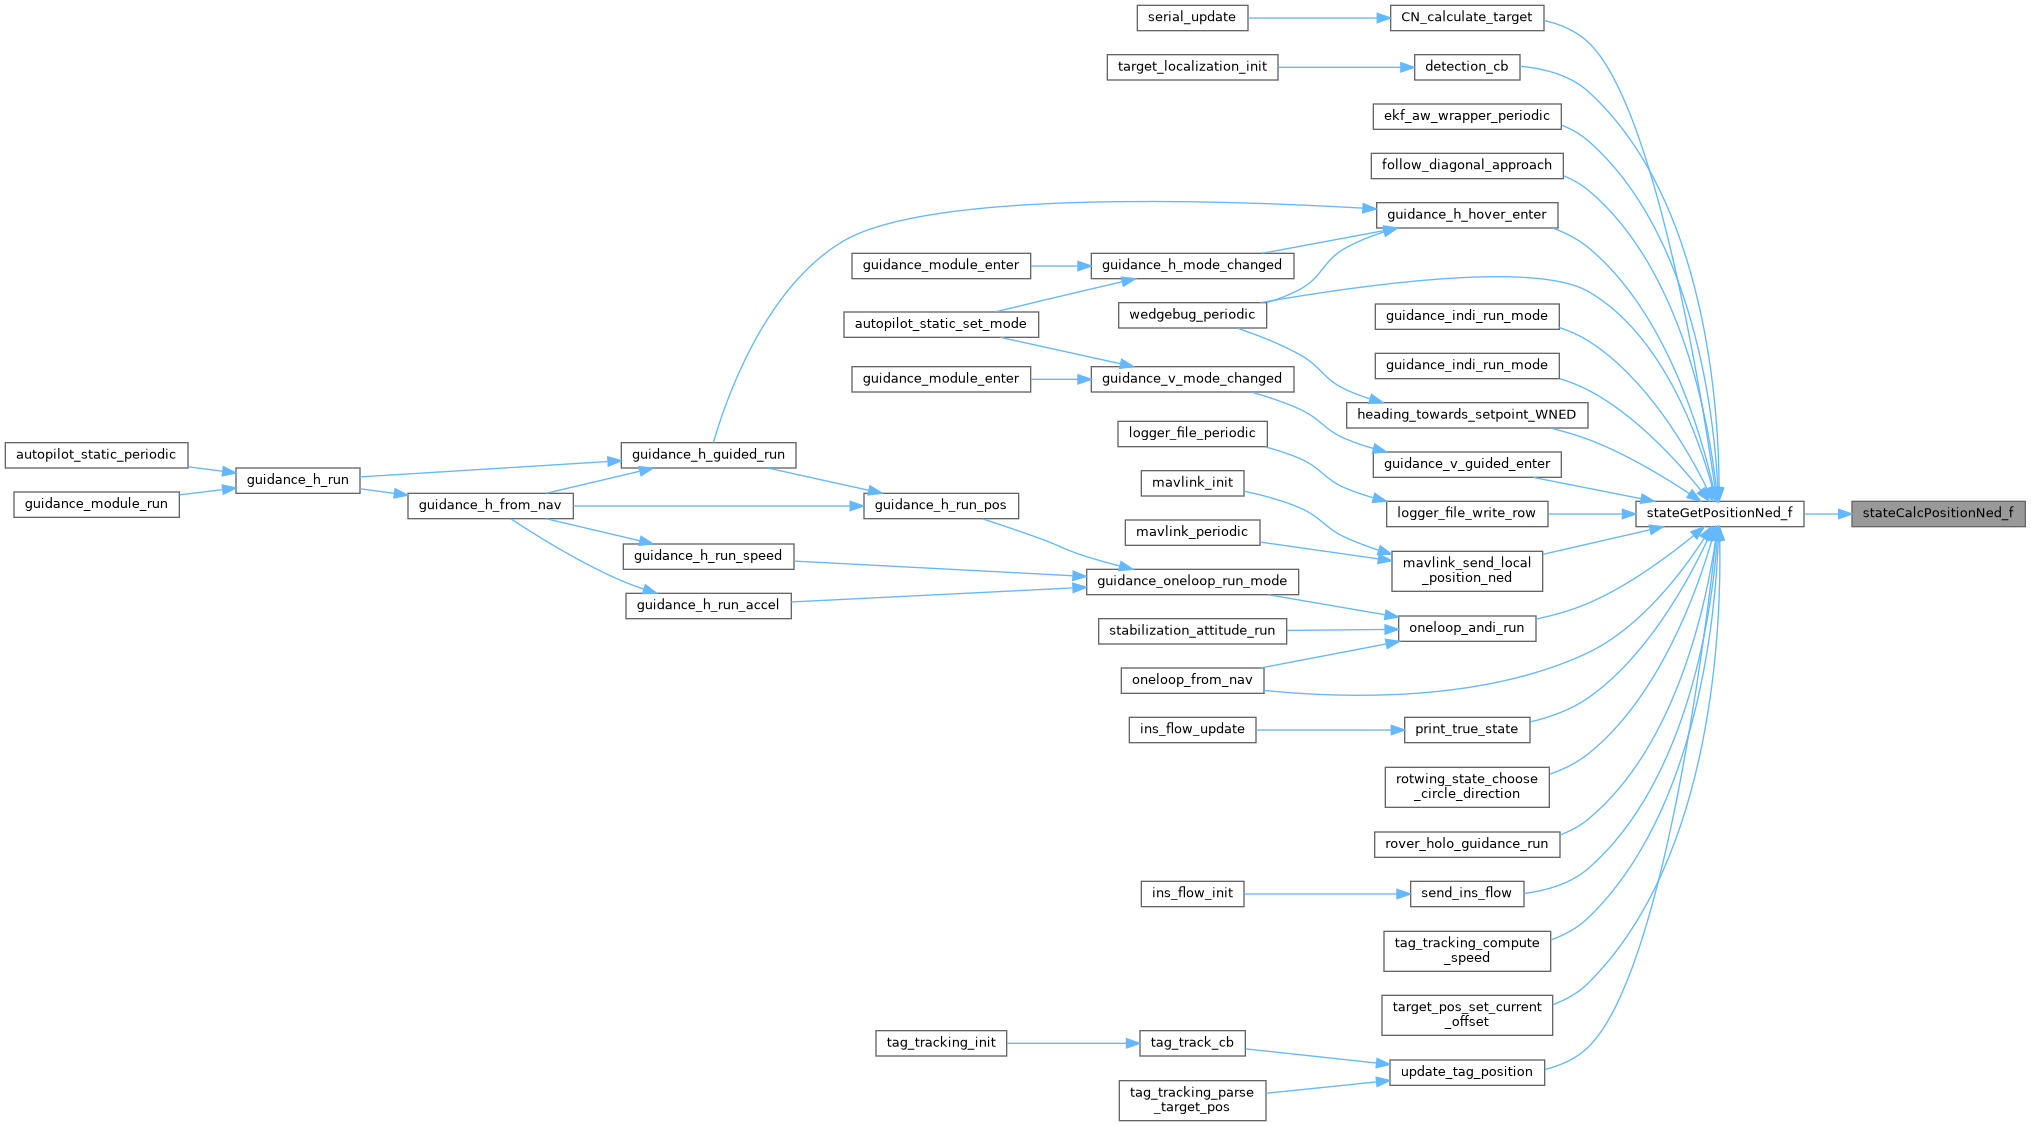 serial_update
CN_calculate_target
target_localization_init
detection_cb
ekf_aw_wrapper_periodic
follow_diagonal_approach
guidance_h_hover_enter
guidance_module_enter
guidance_h_mode_changed
wedgebug_periodic
guidance_indi_run_mode
autopilot_static_set_mode
guidance_indi_run_mode
guidance_module_enter
guidance_v_mode_changed
heading_towards_setpoint_WNED
logger_file_periodic
autopilot_static_periodic
guidance_h_guided_run
guidance_v_guided_enter
guidance_h_run
mavlink_init
guidance_module_run
guidance_h_from_nav
guidance_h_run_pos
logger_file_write_row
stateGetPositionNed_f
stateCalcPositionNed_f
mavlink_periodic
guidance_h_run_speed
mavlink_send_local
_position_ned
guidance_oneloop_run_mode
guidance_h_run_accel
stabilization_attitude_run
oneloop_andi_run
oneloop_from_nav
ins_flow_update
print_true_state
rotwing_state_choose
_circle_direction
rover_holo_guidance_run
ins_flow_init
send_ins_flow
tag_tracking_compute
_speed
target_pos_set_current
_offset
tag_tracking_init
tag_track_cb
update_tag_position
tag_tracking_parse
_target_pos